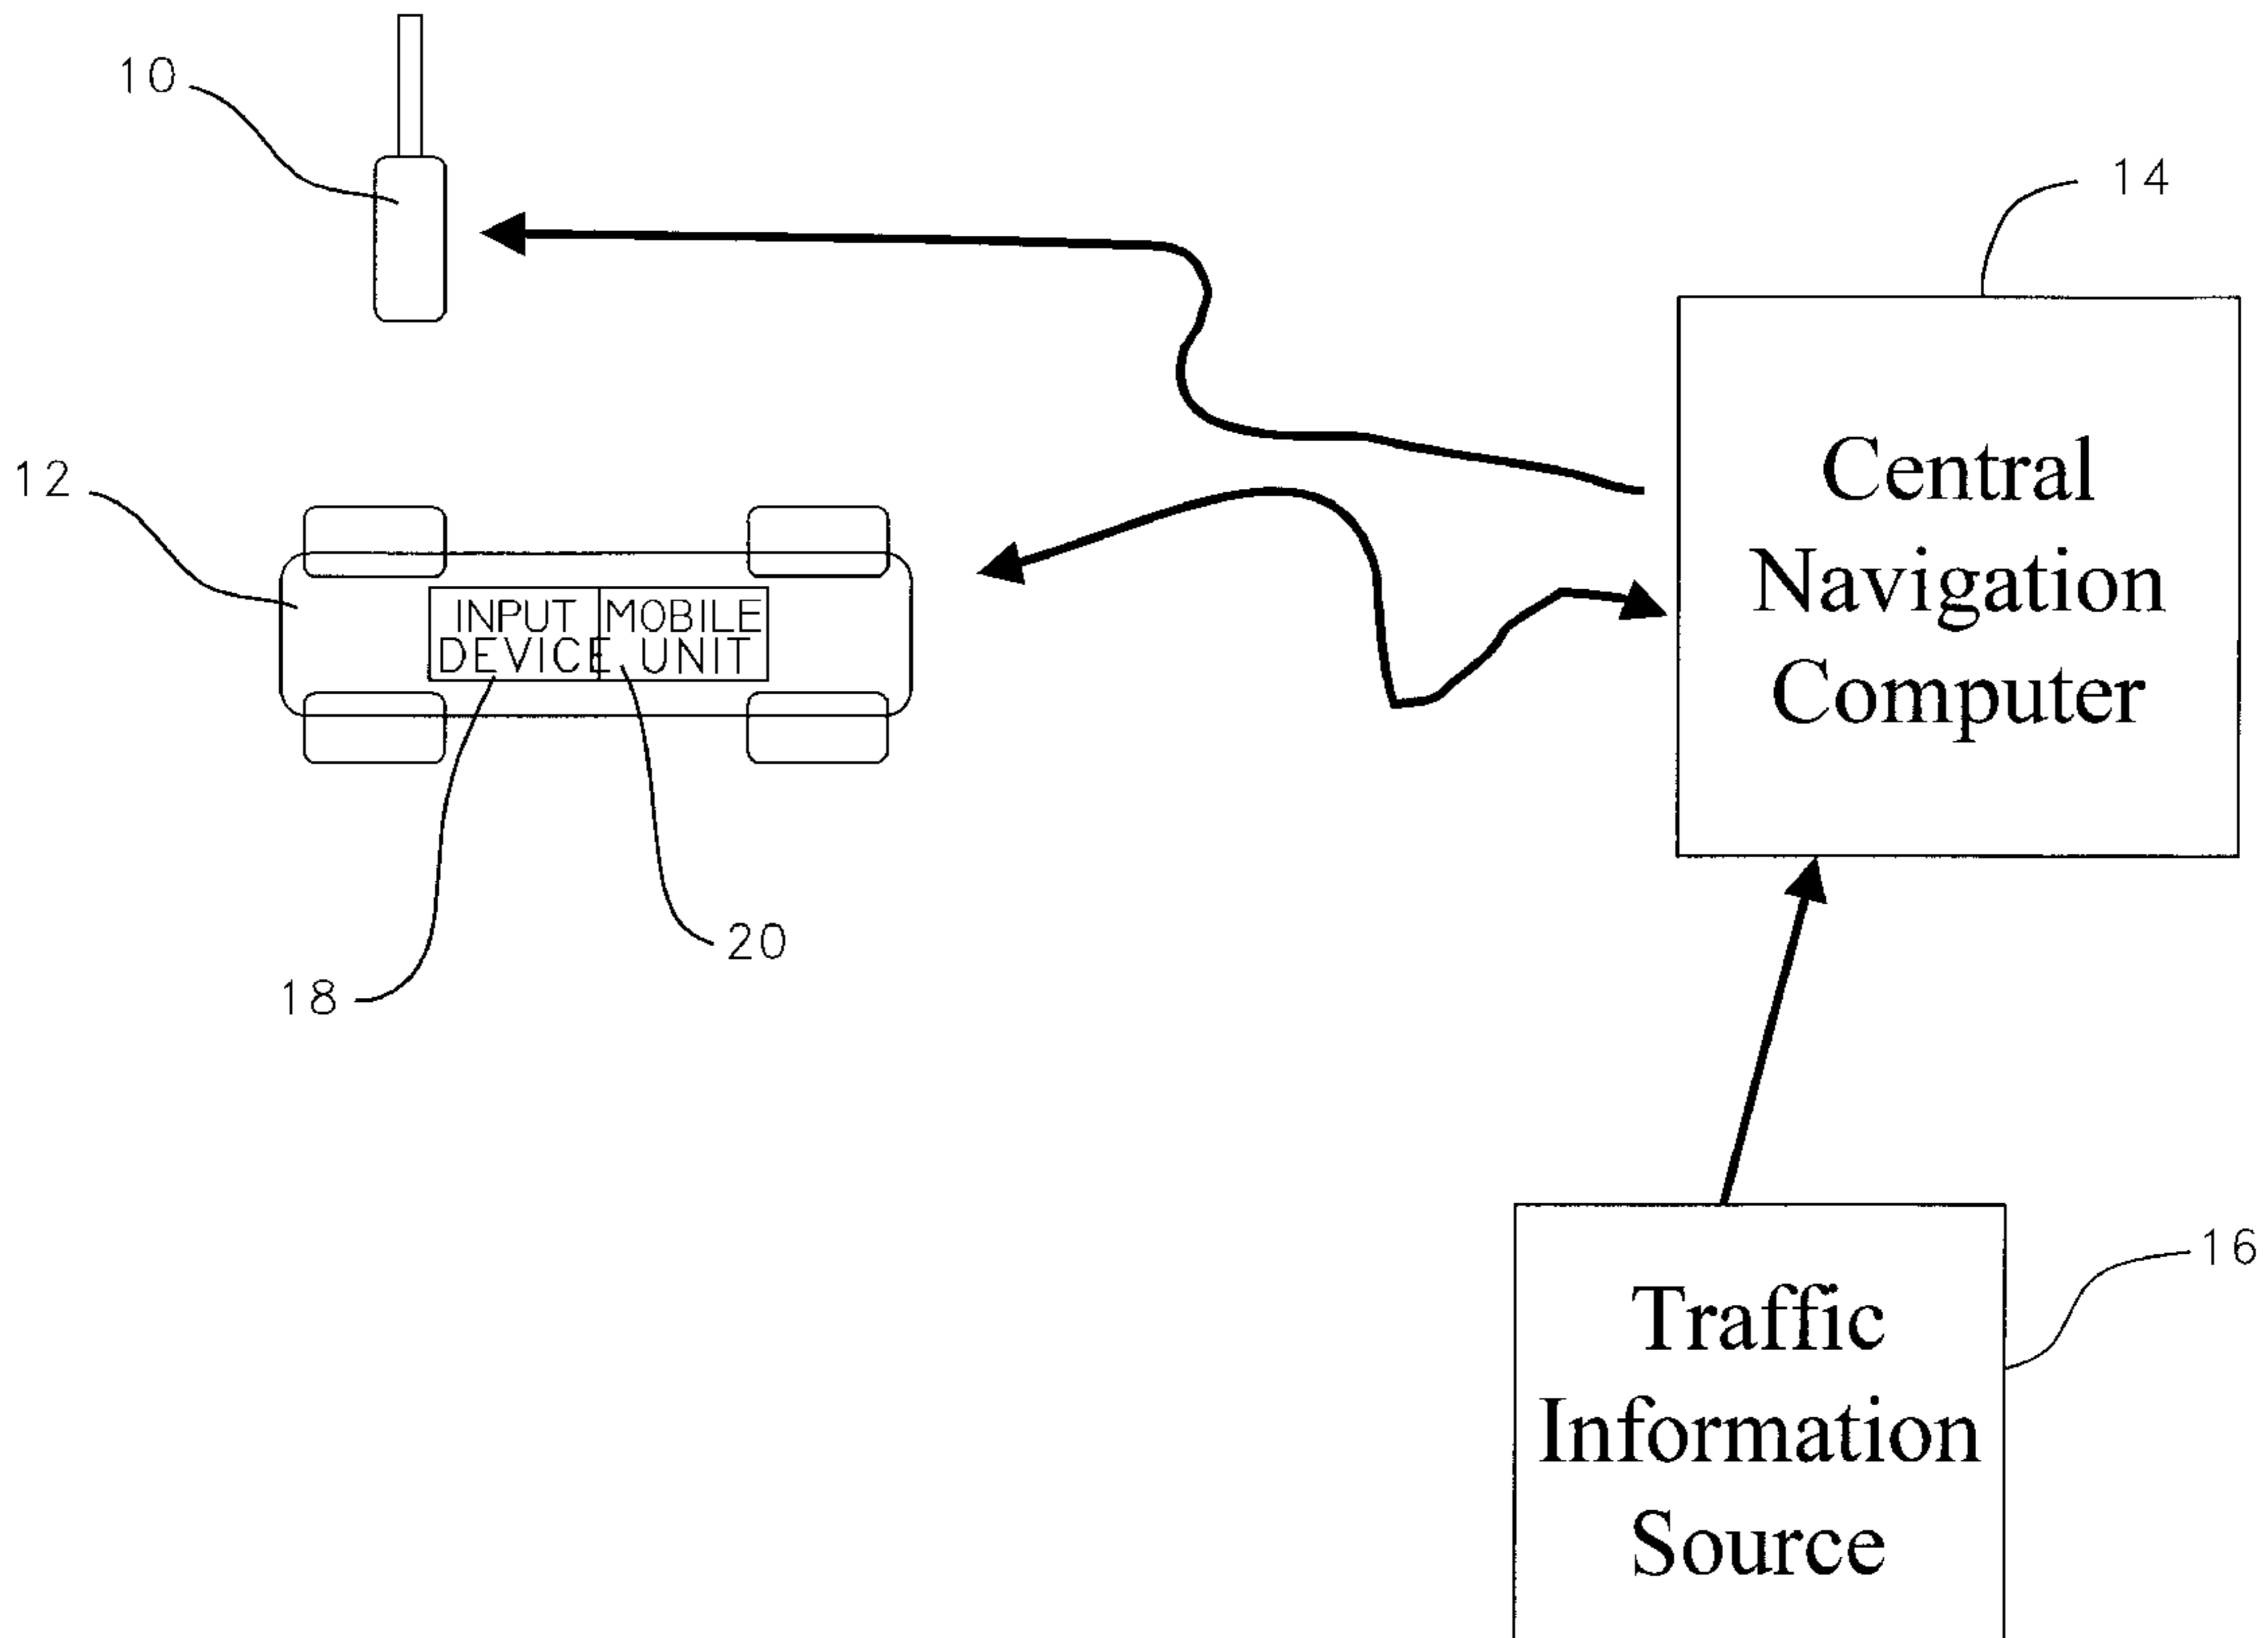 10
14
Central
Navigation
Computer
12
INPUT
DEVICE
MOBILE
UNIT
20
18
16
Traffic
Information
Source